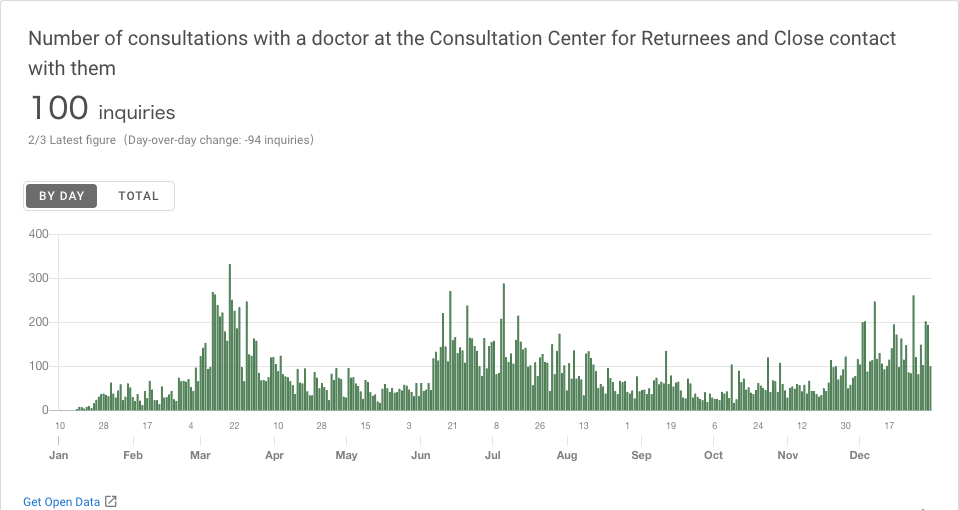 Number of consultations with a doctor at the Consultation Center for Returnees and Close contact
with them
100 inquiries
2/3 Latest figure (Day-over-day change: -94 inquiries)
BY DAY TOTAL
400
300
200
100
0
10 28 17 4 22 10 28 15 3 21 8 26 13 1 19 6 24 12 30 17
Jan Feb Mar Apr May Jun Jul Aug Sep Oct Nov Dec
Get Open Data